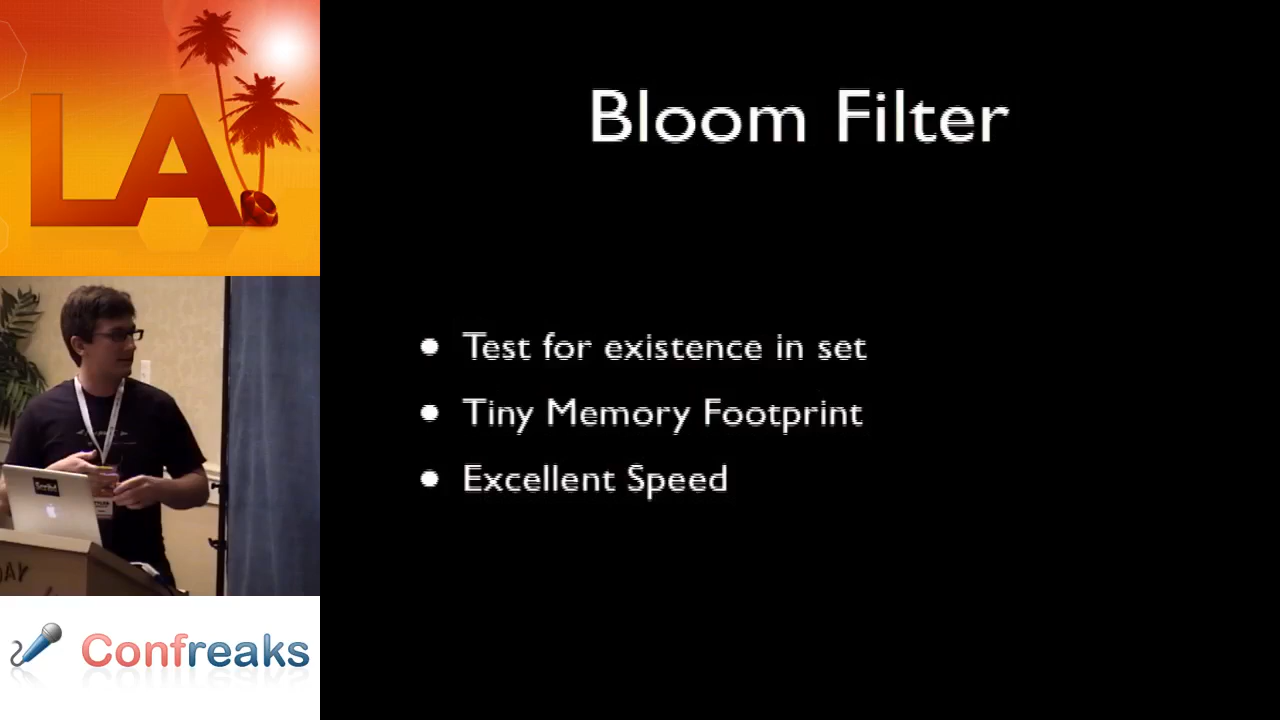 LA.
Bloom Filter
Test for existence in set
Tiny Memory Footprint
Excellent Speed
Confreaks